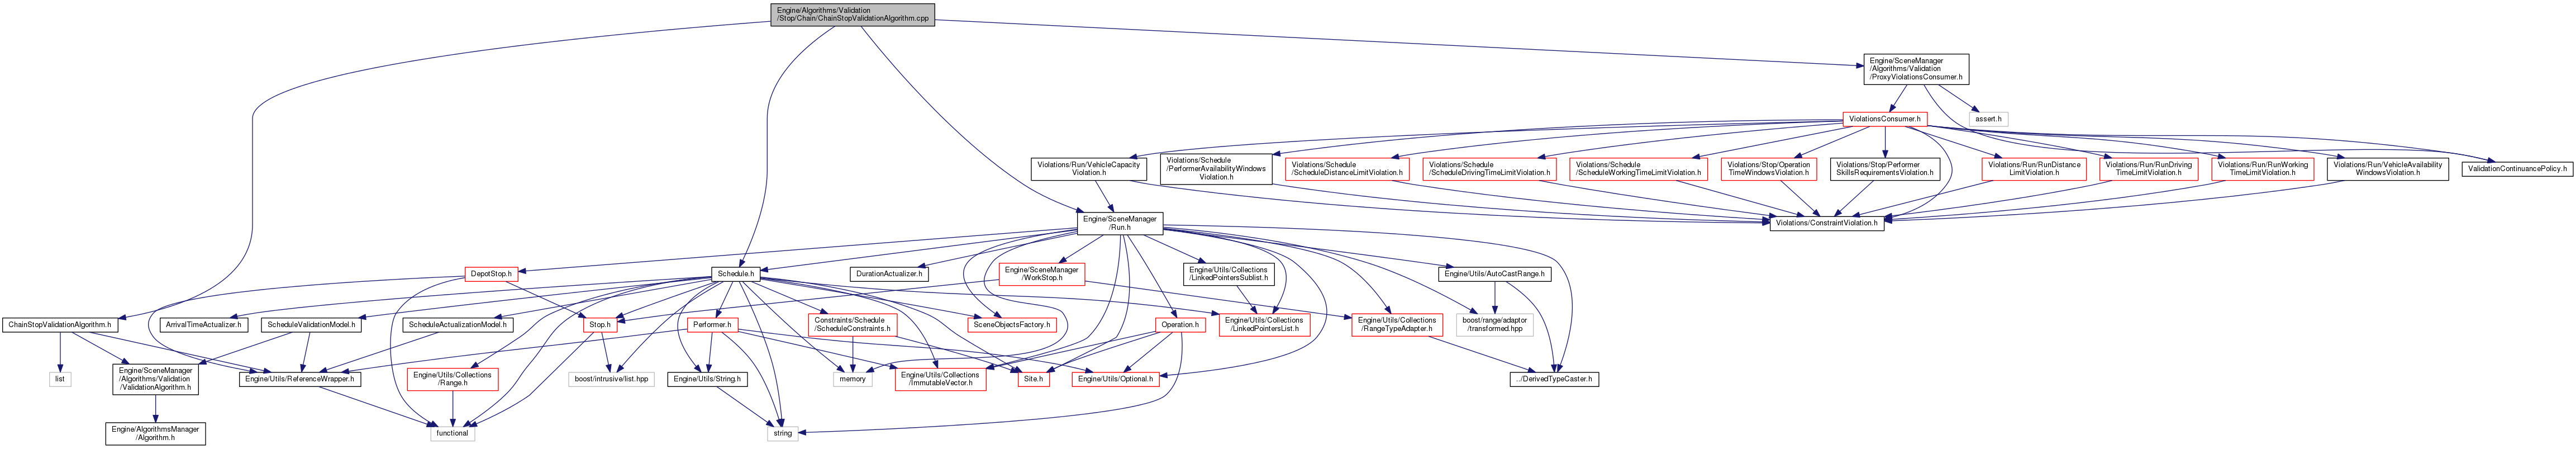 Engine/Algorithms/Validation
/Stop/Chain/ChainStopValidationAlgorithm.cpp
Engine/SceneManager
/Algorithms/Validation
/ProxyViolationsConsumer.h
ViolationsConsumer.h
assert.h
Violations/Run/VehicleCapacity
Violation.h
Violations/Schedule
/PerformerAvailabilityWindows
Violation.h
Violations/Schedule
/ScheduleDistanceLimitViolation.h
Violations/Schedule
/ScheduleDrivingTimeLimitViolation.h
Violations/Schedule
/ScheduleWorkingTimeLimitViolation.h
Violations/Stop/Operation
TimeWindowsViolation.h
Violations/Stop/Performer
SkillsRequirementsViolation.h
Violations/Run/RunDistance
LimitViolation.h
Violations/Run/RunDriving
TimeLimitViolation.h
Violations/Run/RunWorking
TimeLimitViolation.h
Violations/Run/VehicleAvailability
WindowsViolation.h
ValidationContinuancePolicy.h
Engine/SceneManager
/Run.h
Violations/ConstraintViolation.h
DepotStop.h
Schedule.h
DurationActualizer.h
Engine/SceneManager
/WorkStop.h
Engine/Utils/Collections
/LinkedPointersSublist.h
Engine/Utils/AutoCastRange.h
ChainStopValidationAlgorithm.h
ArrivalTimeActualizer.h
ScheduleValidationModel.h
ScheduleActualizationModel.h
Stop.h
Performer.h
Constraints/Schedule
/ScheduleConstraints.h
SceneObjectsFactory.h
Operation.h
Engine/Utils/Collections
/LinkedPointersList.h
Engine/Utils/Collections
/RangeTypeAdapter.h
boost/range/adaptor
/transformed.hpp
list
Engine/SceneManager
/Algorithms/Validation
/ValidationAlgorithm.h
Engine/Utils/ReferenceWrapper.h
Engine/Utils/Collections
/Range.h
boost/intrusive/list.hpp
Engine/Utils/String.h
memory
Engine/Utils/Collections
/ImmutableVector.h
Site.h
Engine/Utils/Optional.h
../DerivedTypeCaster.h
Engine/AlgorithmsManager
/Algorithm.h
functional
string